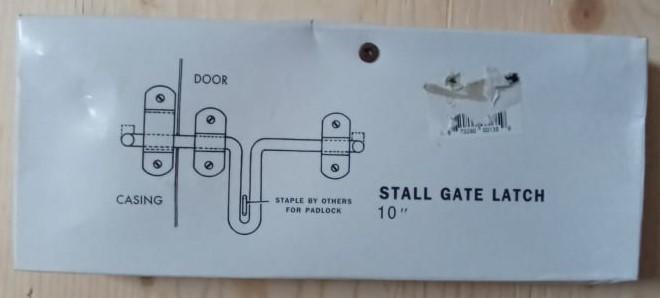 DOOR
CASING
STAPLE BY OTHERS
FOR PADLOCK
STALL GATE LATCH
10"